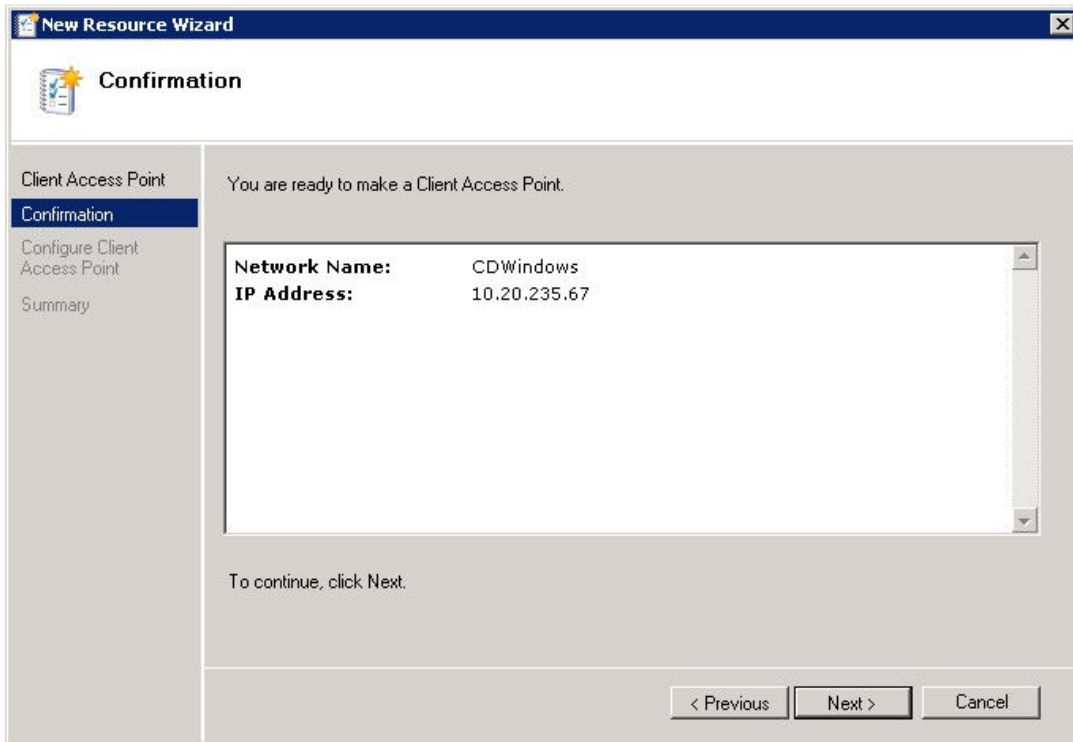 New Resource Wizard
Confirmation
Client Access Point
Confirmation
Configure Client
Access Point
Summary
You are ready to make a Client Access Point.
Network Name: CDWindows
IP Address: 10.20.235.67
To continue, click Next.
< Previous
Next >
Cancel